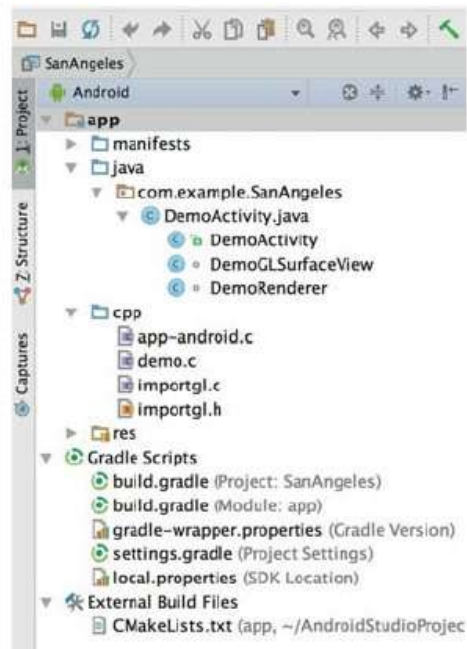 SanAngeles
Android
1: Project
Z: Structure
Captures
app
manifests
java
com.example.SanAngeles
DemoActivity.java
DemoActivity
DemoGLSurfaceView
DemoRenderer
cpp
app-android.c
demo.c
importgl.c
importgl.h
res
Gradle Scripts
build.gradle (Project: SanAngeles)
build.gradle (Module: app)
gradle-wrapper.properties (Gradle Version)
settings.gradle (Project Settings)
local.properties (SDK Location)
External Build Files
CMakeLists.txt (app, ~/AndroidStudioProjec